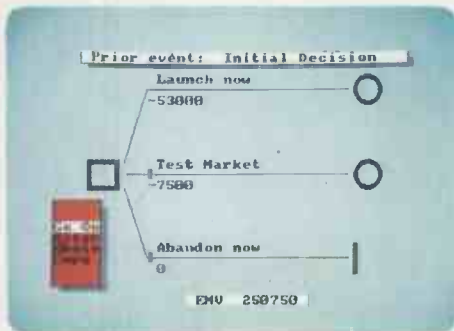 Prior event: Initial Decision
Launch now
-53000
Test Market
-7500
Abandon now
0
EMV 250750